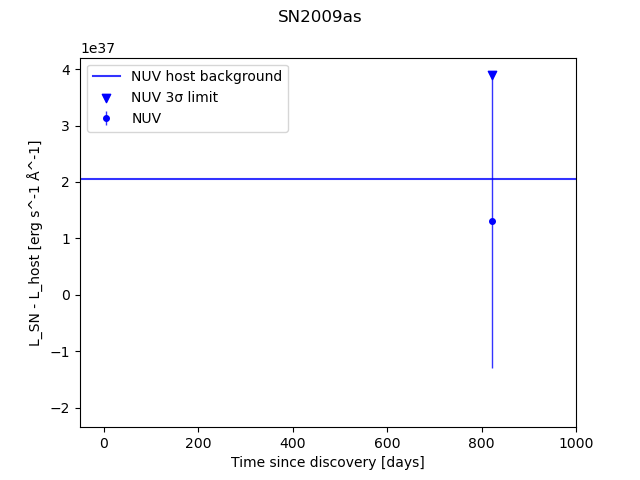 SN2009as
1e37
NUV host background
NUV 3σ limit
NUV
4
3
2
1
0
−1
−2
L_SN - L_host [erg s^-1 Å^-1]
0 200 400 600 800 1000
Time since discovery [days]